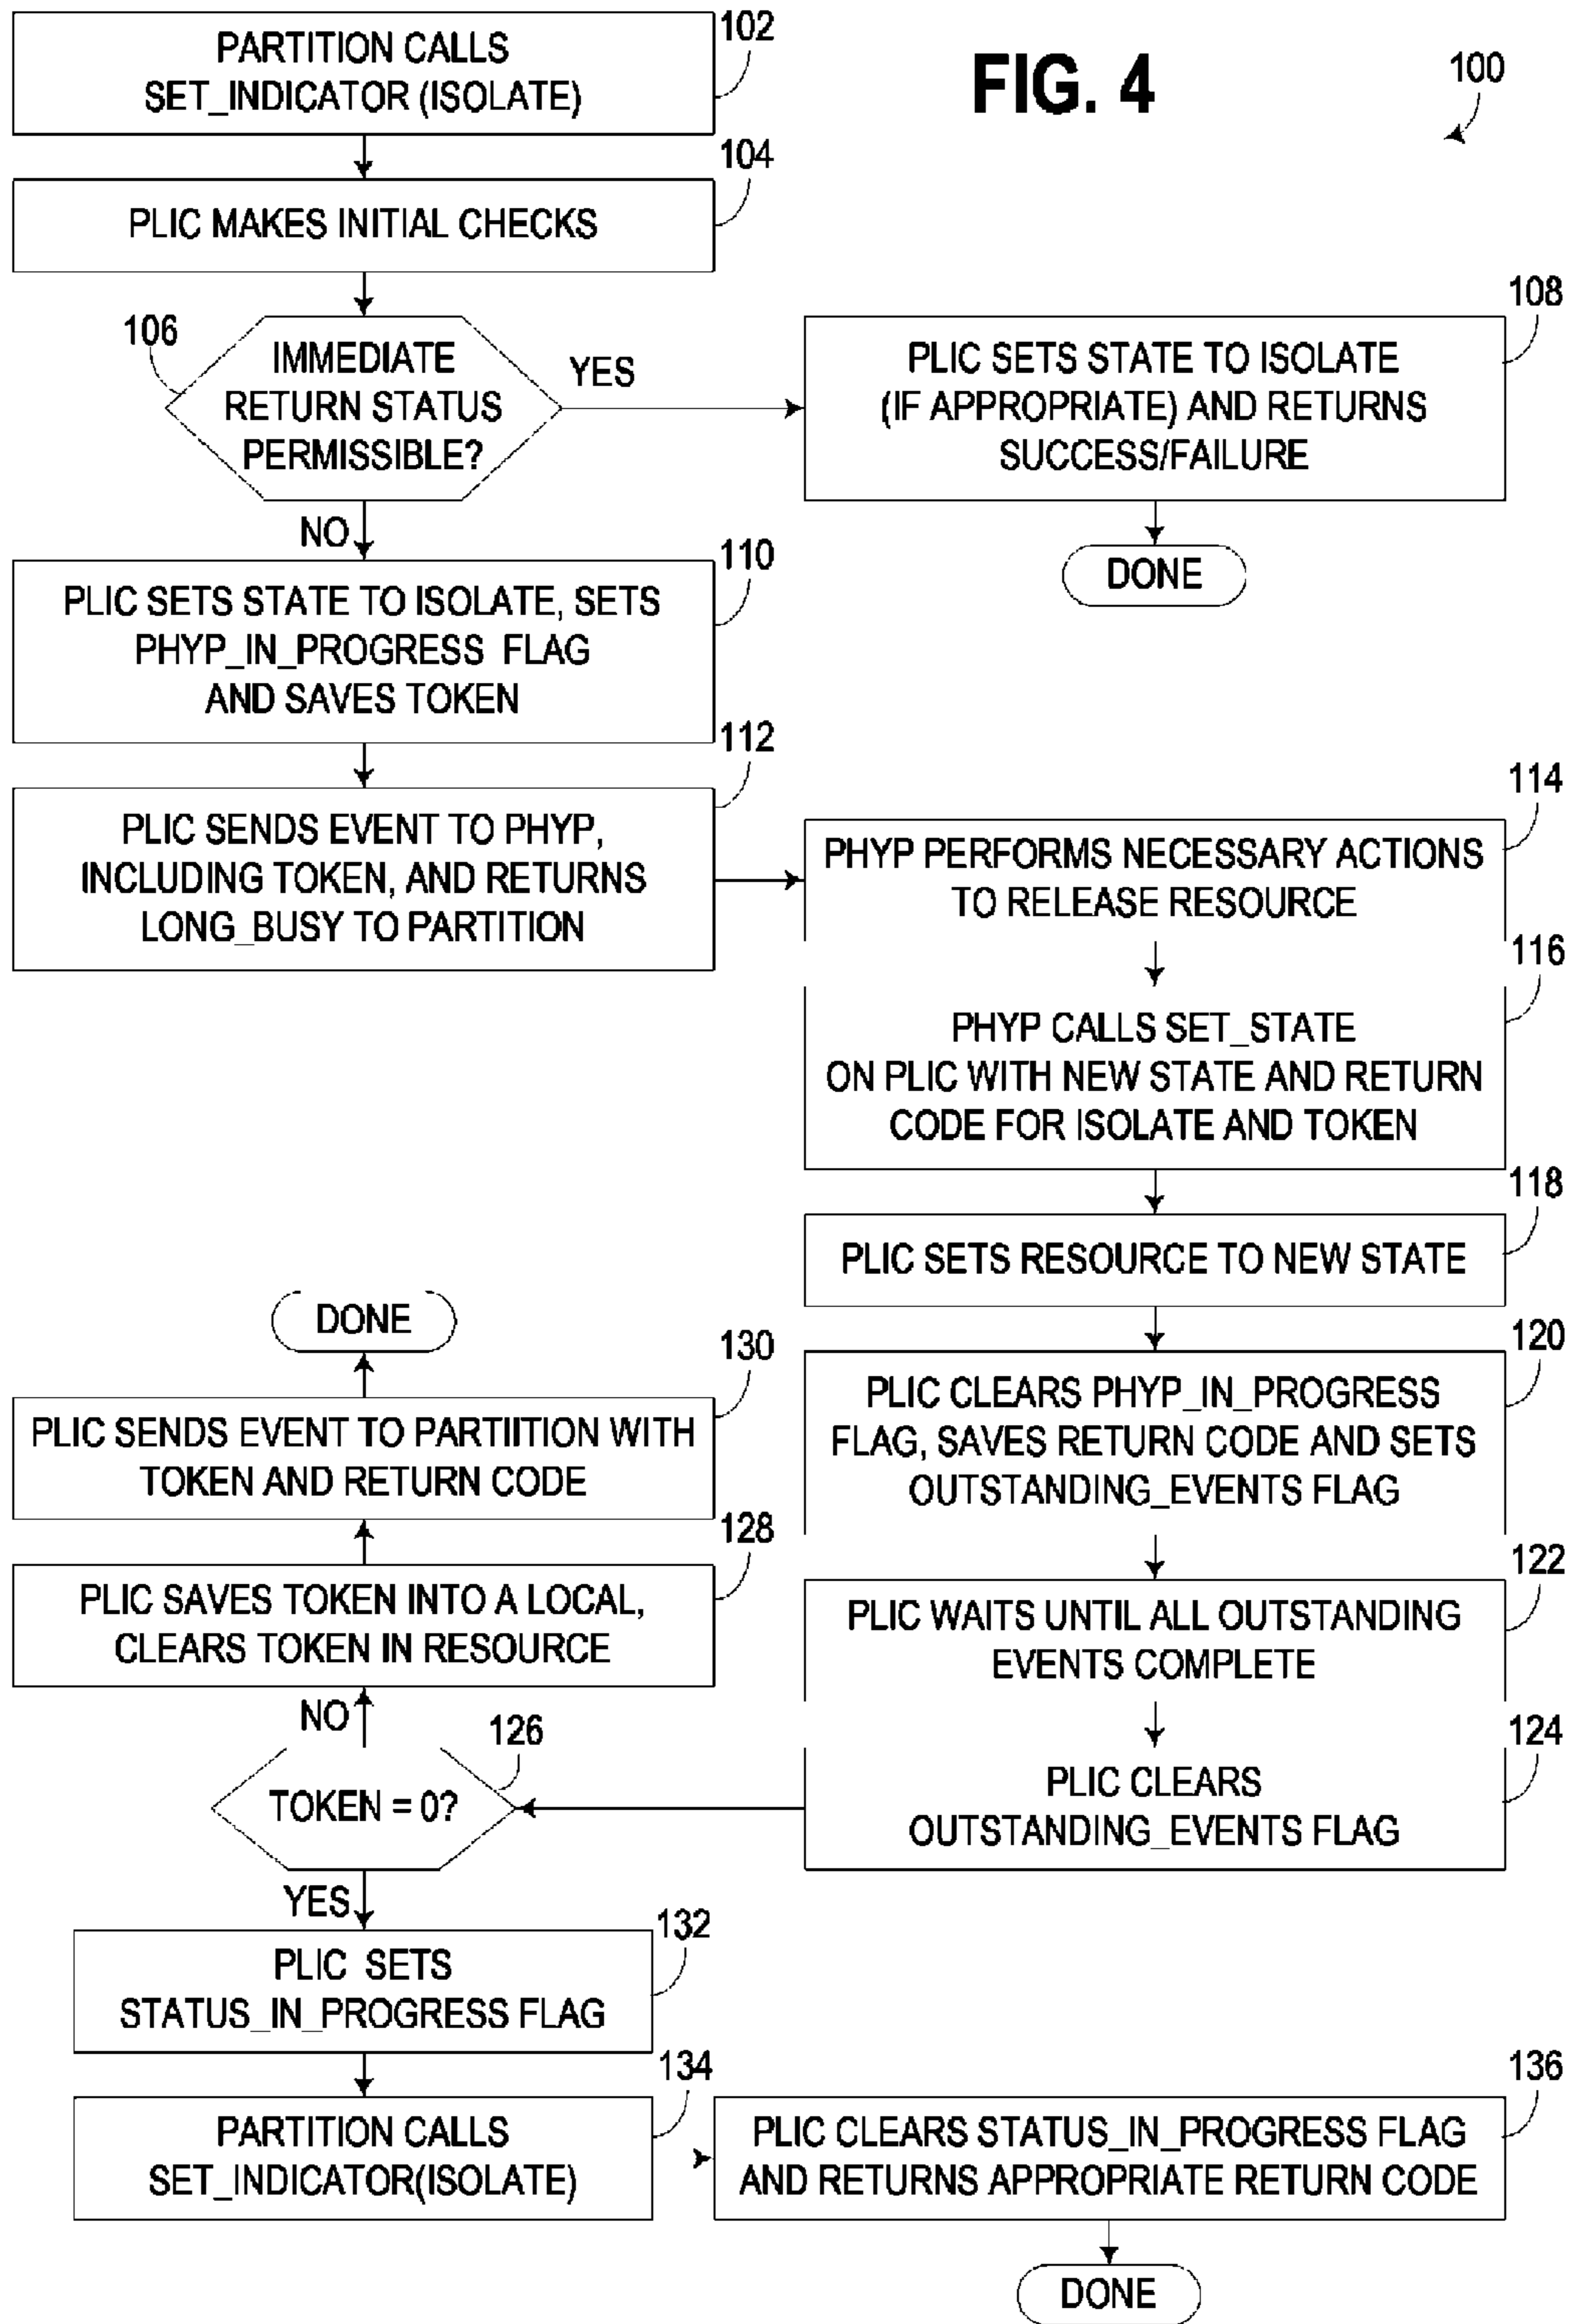 FIG. 4
100
102
PARTITION CALLS
SET_INDICATOR (ISOLATE)
104
PLIC MAKES INITIAL CHECKS
106
IMMEDIATE
RETURN STATUS
PERMISSIBLE?
YES
108
PLIC SETS STATE TO ISOLATE
(IF APPROPRIATE) AND RETURNS
SUCCESS/FAILURE
DONE
NO
110
PLIC SETS STATE TO ISOLATE, SETS
PHYP_IN_PROGRESS FLAG
AND SAVES TOKEN
112
PLIC SENDS EVENT TO PHYP,
INCLUDING TOKEN, AND RETURNS
LONG_BUSY TO PARTITION
114
PHYP PERFORMS NECESSARY ACTIONS
TO RELEASE RESOURCE
116
PHYP CALLS SET_STATE
ON PLIC WITH NEW STATE AND RETURN
CODE FOR ISOLATE AND TOKEN
118
PLIC SETS RESOURCE TO NEW STATE
120
PLIC CLEARS PHYP_IN_PROGRESS
FLAG, SAVES RETURN CODE AND SETS
OUTSTANDING_EVENTS FLAG
122
PLIC WAITS UNTIL ALL OUTSTANDING
EVENTS COMPLETE
124
PLIC CLEARS
OUTSTANDING_EVENTS FLAG
126
TOKEN = 0?
NO
128
PLIC SAVES TOKEN INTO A LOCAL,
CLEARS TOKEN IN RESOURCE
130
PLIC SENDS EVENT TO PARTIITION WITH
TOKEN AND RETURN CODE
DONE
YES
132
PLIC SETS
STATUS_IN_PROGRESS FLAG
134
PARTITION CALLS
SET_INDICATOR(ISOLATE)
136
PLIC CLEARS STATUS_IN_PROGRESS FLAG
AND RETURNS APPROPRIATE RETURN CODE
DONE